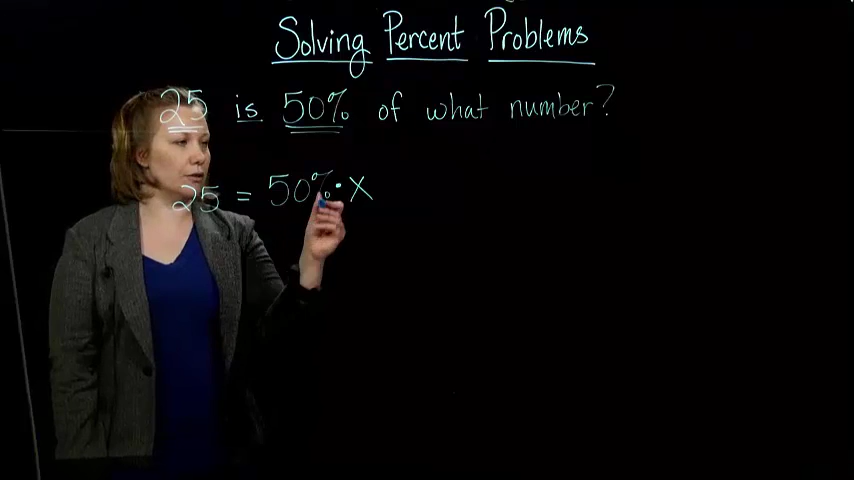 Solving Percent Problems
25 is 50% of what number?
25 = 50% · X